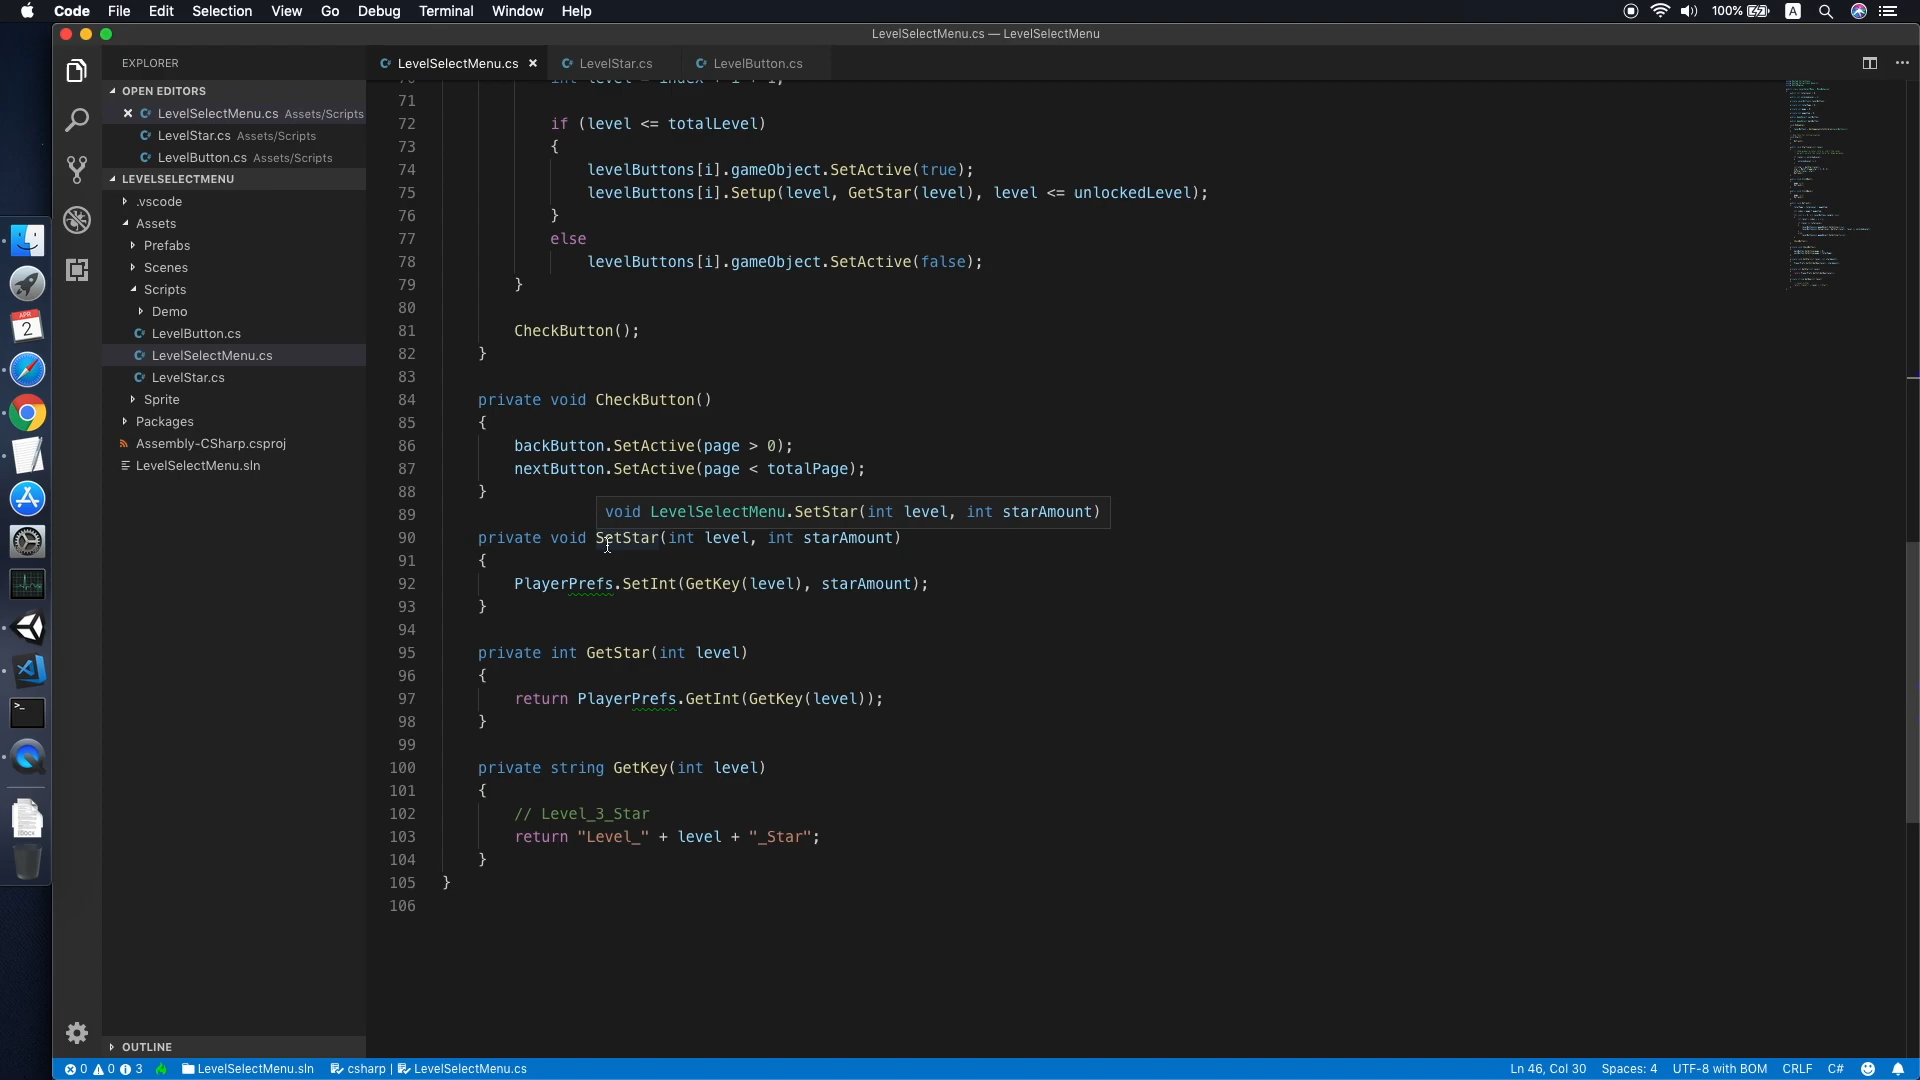 Code File Edit Selection View Go Debug Terminal Window Help
100%
A
LevelSelectMenu.cs — LevelSelectMenu
EXPLORER
OPEN EDITORS
LevelSelectMenu.cs Assets/Scripts
LevelStar.cs Assets/Scripts
LevelButton.cs Assets/Scripts
LEVELSELECTMENU
.vscode
Assets
Prefabs
Scenes
Scripts
Demo
LevelButton.cs
LevelSelectMenu.cs
LevelStar.cs
Sprite
Packages
Assembly-CSharp.csproj
LevelSelectMenu.sln
OUTLINE
APR
2
LevelSelectMenu.cs LevelStar.cs LevelButton.cs
71
72 if (level <= totalLevel)
73 {
74 levelButtons[i].gameObject.SetActive(true);
75 levelButtons[i].Setup(level, GetStar(level), level <= unlockedLevel);
76 }
77 else
78 levelButtons[i].gameObject.SetActive(false);
79 }
80
81 CheckButton();
82 }
83
84 private void CheckButton()
85 {
86 backButton.SetActive(page > 0);
87 nextButton.SetActive(page < totalPage);
88 }
89
void LevelSelectMenu.SetStar(int level, int starAmount)
90 private void SetStar(int level, int starAmount)
91 {
92 PlayerPrefs.SetInt(GetKey(level), starAmount);
93 }
94
95 private int GetStar(int level)
96 {
97 return PlayerPrefs.GetInt(GetKey(level));
98 }
99
100 private string GetKey(int level)
101 {
102 // Level_3_Star
103 return "Level_" + level + "_Star";
104 }
105 }
106
0 0 3 LevelSelectMenu.sln csharp | LevelSelectMenu.cs
Ln 46, Col 30 Spaces: 4 UTF-8 with BOM CRLF C#